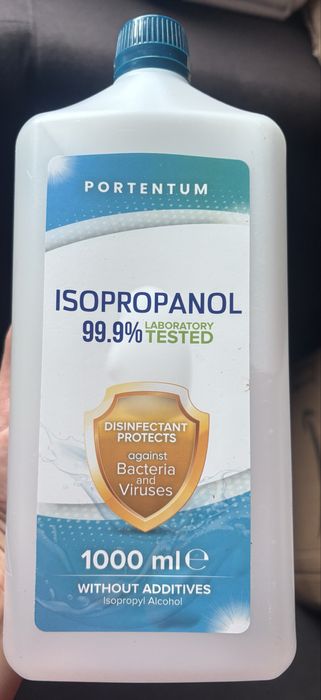 PORTENTUM
ISOPROPANOL
99.9% LABORATORY TESTED
DISINFECTANT
PROTECTS
against
Bacteria
and
Viruses
1000 ml ℮
WITHOUT ADDITIVES
Isopropyl Alcohol